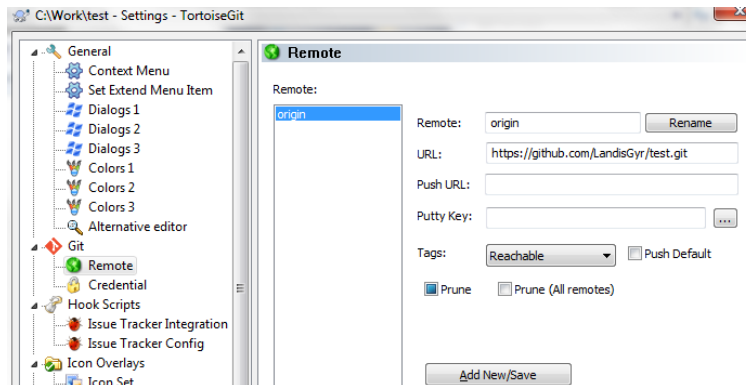 C:\Work\test - Settings - TortoiseGit
General
Context Menu
Set Extend Menu Item
Dialogs 1
Dialogs 2
Dialogs 3
Colors 1
Colors 2
Colors 3
Alternative editor
Git
Remote
Credential
Hook Scripts
Issue Tracker Integration
Issue Tracker Config
Icon Overlays
Icon Set
Remote
Remote:
origin
Remote: origin Rename
URL: https://github.com/LandisGyr/test.git
Push URL:
Putty Key: ...
Tags: Reachable Push Default
Prune Prune (All remotes)
Add New/Save